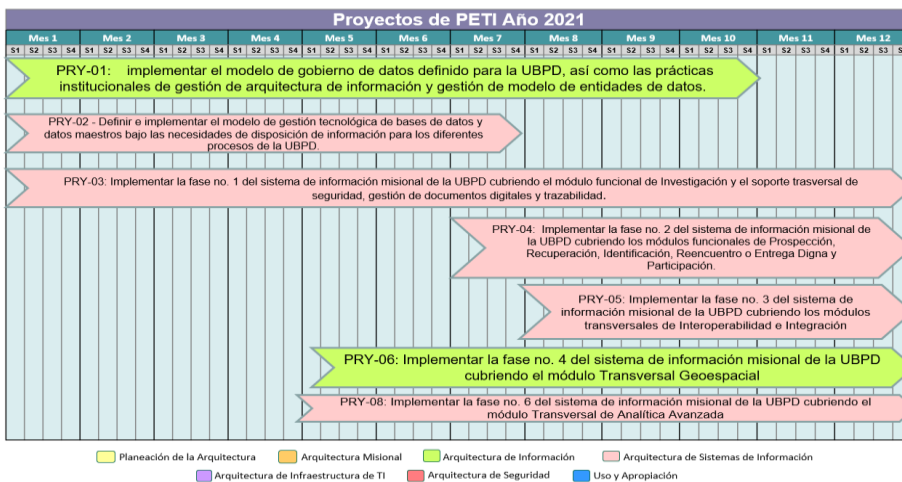 Proyectos de PETI Año 2021
Mes 1 Mes 2 Mes 3 Mes 4 Mes 5 Mes 6 Mes 7 Mes 8 Mes 9 Mes 10 Mes 11 Mes 12
S1 S2 S3 S4 S1 S2 S3 S4 S1 S2 S3 S4 S1 S2 S3 S4 S1 S2 S3 S4 S1 S2 S3 S4 S1 S2 S3 S4 S1 S2 S3 S4 S1 S2 S3 S4 S1 S2 S3 S4 S1 S2 S3 S4 S1 S2 S3
PRY-01: implementar el modelo de gobierno de datos definido para la UBPD, así como las prácticas
institucionales de gestión de arquitectura de información y gestión de modelo de entidades de datos.
PRY-02 - Definir e implementar el modelo de gestión tecnológica de bases de datos y
datos maestros bajo las necesidades de disposición de información para los diferentes
procesos de la UBPD.
PRY-03: Implementar la fase no. 1 del sistema de información misional de la UBPD cubriendo el módulo funcional de Investigación y el soporte trasversal de
seguridad, gestión de documentos digitales y trazabilidad.
PRY-04: Implementar la fase no. 2 del sistema de información misional de
la UBPD cubriendo los módulos funcionales de Prospección,
Recuperación, Identificación, Reencuentro o Entrega Digna y
Participación.
PRY-05: Implementar la fase no. 3 del sistema de
información misional de la UBPD cubriendo los módulos
transversales de Interoperabilidad e Integración
PRY-06: Implementar la fase no. 4 del sistema de información misional de la UBPD
cubriendo el módulo Transversal Geoespacial
PRY-08: Implementar la fase no. 6 del sistema de información misional de la UBPD cubriendo el
módulo Transversal de Analítica Avanzada
Planeación de la Arquitectura Arquitectura Misional Arquitectura de Información Arquitectura de Sistemas de Información
Arquitectura de Infraestructura de TI Arquitectura de Seguridad Uso y Apropiación